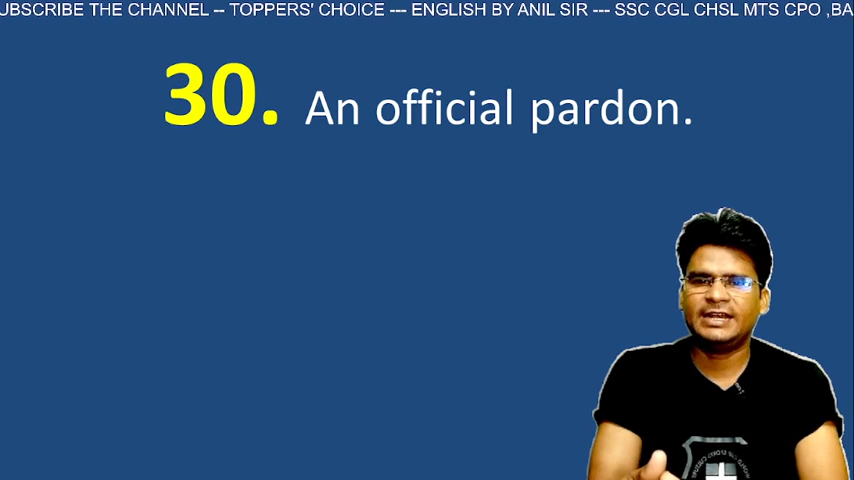 UBSCRIBE THE CHANNEL -- TOPPERS' CHOICE --- ENGLISH BY ANIL SIR --- SSC CGL CHSL MTS CPO ,BA
30. An official pardon.